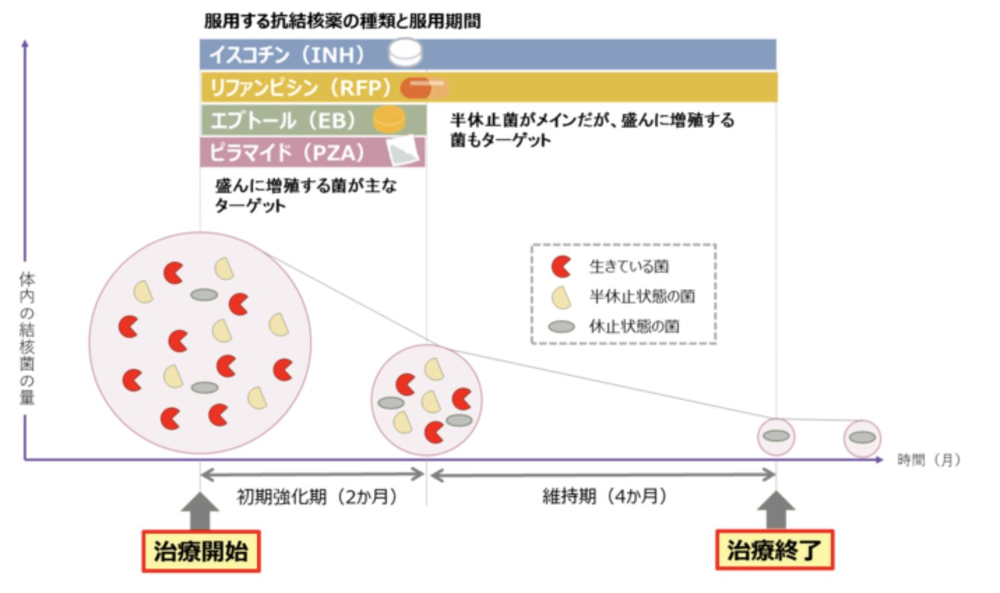 服用する抗結核薬の種類と服用期間
イスコチン（INH）
リファンピシン（RFP）
エブトール（EB）
ピラマイド（PZA）
半休止菌がメインだが、盛んに増殖する
菌もターゲット
盛んに増殖する菌が主な
ターゲット
体内の結核菌の量
生きている菌
半休止状態の菌
休止状態の菌
時間（月）
初期強化期（2か月）
維持期（4か月）
治療開始
治療終了